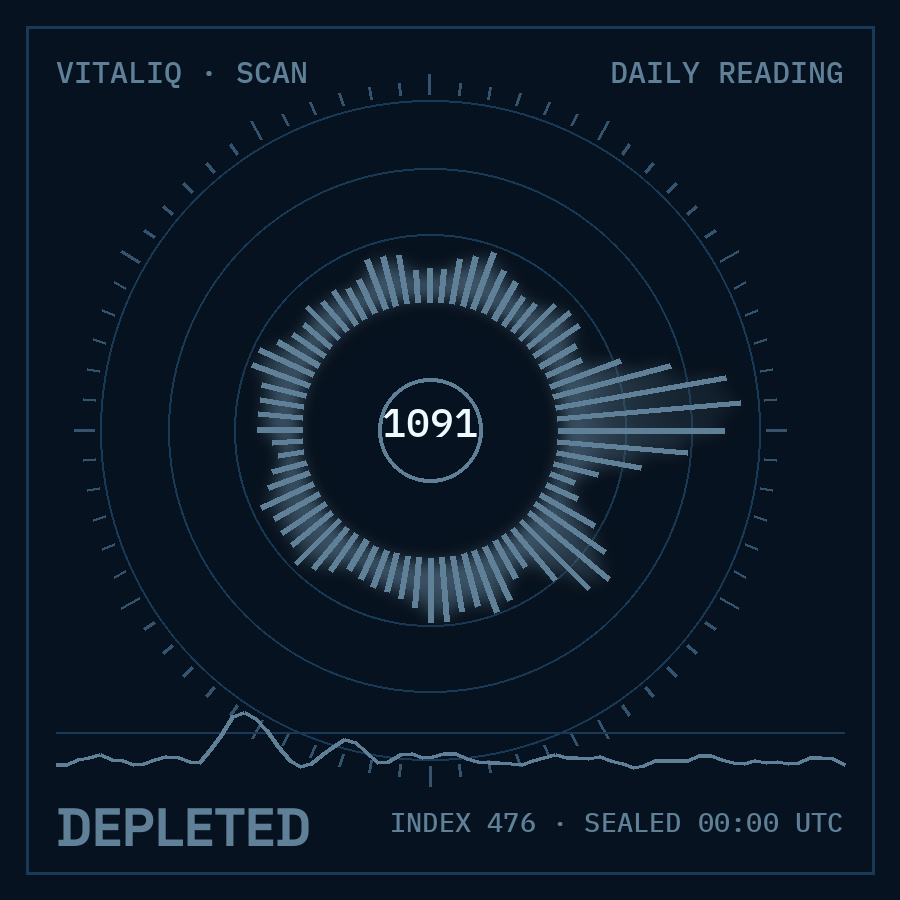 VITALIQ · SCAN
DAILY READING
1091
DEPLETED
INDEX 476 · SEALED 00:00 UTC